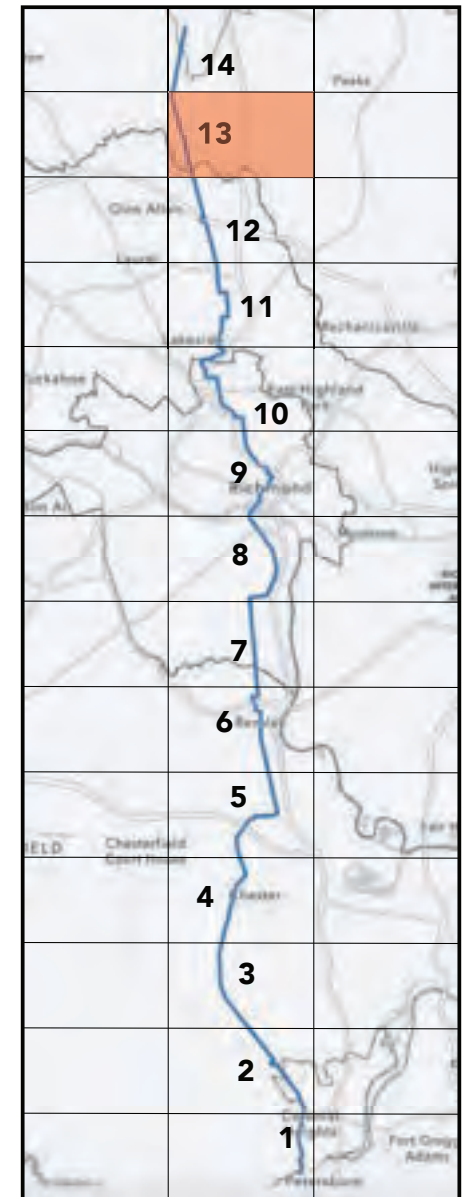 14
Peaks
13
Glen Allen
12
Laurel
11
Mechanicsville
Lakeside
East Highland
Park
10
9
Richmond
8
7
6
5
Chesterfield
Court House
4
Chester
3
2
Colonial
Heights
1
Fort Gregg
Adams
Petersburg